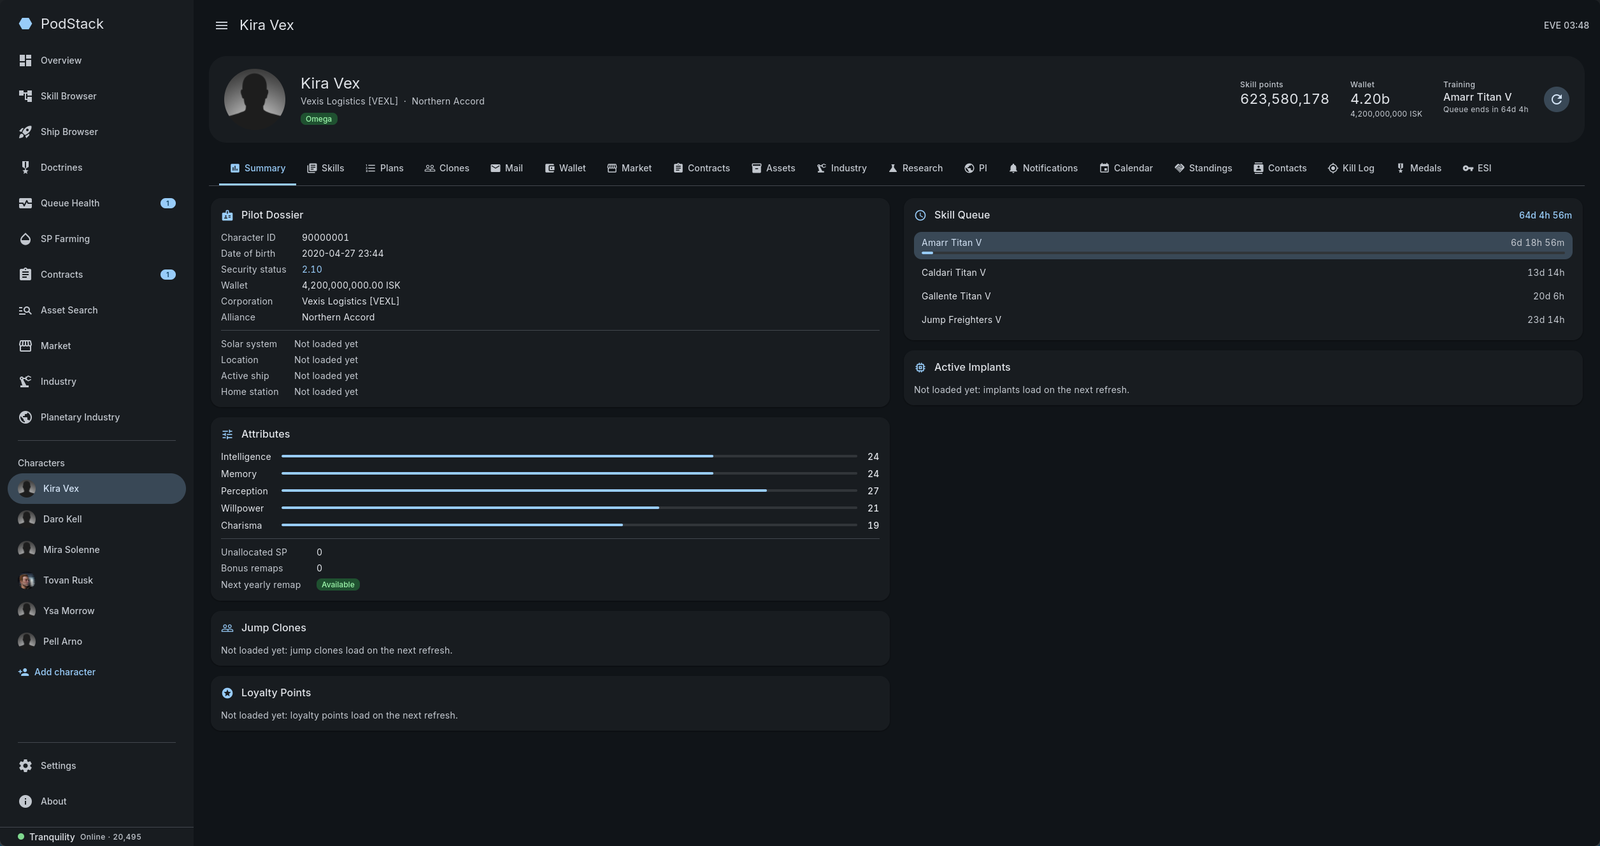 PodStack
Overview
Skill Browser
Ship Browser
Doctrines
Queue Health 1
SP Farming
Contracts 1
Asset Search
Market
Industry
Planetary Industry
Characters
Kira Vex
Daro Kell
Mira Solenne
Tovan Rusk
Ysa Morrow
Pell Arno
Add character
Settings
About
Tranquility Online · 20,495
Kira Vex
EVE 03:48
Kira Vex
Vexis Logistics [VEXL] · Northern Accord
Omega
Skill points
623,580,178
Wallet
4.20b
4,200,000,000 ISK
Training
Amarr Titan V
Queue ends in 64d 4h
Summary Skills Plans Clones Mail Wallet Market Contracts Assets Industry Research PI Notifications Calendar Standings Contacts Kill Log Medals ESI
Pilot Dossier
Character ID 90000001
Date of birth 2020-04-27 23:44
Security status 2.10
Wallet 4,200,000,000.00 ISK
Corporation Vexis Logistics [VEXL]
Alliance Northern Accord
Solar system Not loaded yet
Location Not loaded yet
Active ship Not loaded yet
Home station Not loaded yet
Attributes
Intelligence 24
Memory 24
Perception 27
Willpower 21
Charisma 19
Unallocated SP 0
Bonus remaps 0
Next yearly remap Available
Jump Clones
Not loaded yet: jump clones load on the next refresh.
Loyalty Points
Not loaded yet: loyalty points load on the next refresh.
Skill Queue 64d 4h 56m
Amarr Titan V 6d 18h 56m
Caldari Titan V 13d 14h
Gallente Titan V 20d 6h
Jump Freighters V 23d 14h
Active Implants
Not loaded yet: implants load on the next refresh.